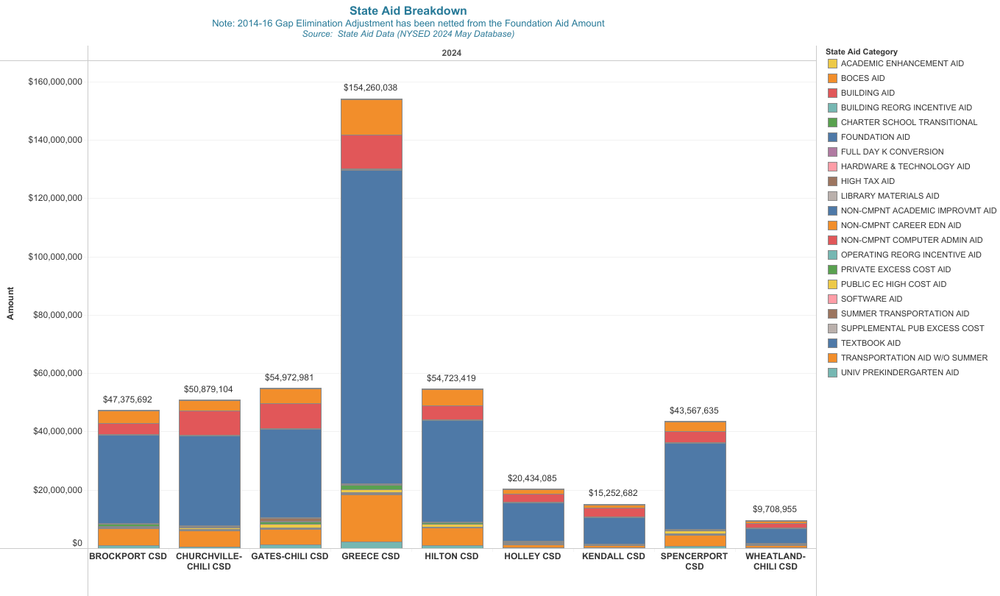 State Aid Breakdown
Note: 2014-16 Gap Elimination Adjustment has been netted from the Foundation Aid Amount
Source:  State Aid Data (NYSED 2024 May Database)
2024
Amount
$160,000,000
$140,000,000
$120,000,000
$100,000,000
$80,000,000
$60,000,000
$40,000,000
$20,000,000
$0
$47,375,692
$50,879,104
$54,972,981
$154,260,038
$54,723,419
$20,434,085
$15,252,682
$43,567,635
$9,708,955
BROCKPORT CSD
CHURCHVILLE-
CHILI CSD
GATES-CHILI CSD
GREECE CSD
HILTON CSD
HOLLEY CSD
KENDALL CSD
SPENCERPORT
CSD
WHEATLAND-
CHILI CSD
State Aid Category
ACADEMIC ENHANCEMENT AID
BOCES AID
BUILDING AID
BUILDING REORG INCENTIVE AID
CHARTER SCHOOL TRANSITIONAL
FOUNDATION AID
FULL DAY K CONVERSION
HARDWARE & TECHNOLOGY AID
HIGH TAX AID
LIBRARY MATERIALS AID
NON-CMPNT ACADEMIC IMPROVMT AID
NON-CMPNT CAREER EDN AID
NON-CMPNT COMPUTER ADMIN AID
OPERATING REORG INCENTIVE AID
PRIVATE EXCESS COST AID
PUBLIC EC HIGH COST AID
SOFTWARE AID
SUMMER TRANSPORTATION AID
SUPPLEMENTAL PUB EXCESS COST
TEXTBOOK AID
TRANSPORTATION AID W/O SUMMER
UNIV PREKINDERGARTEN AID